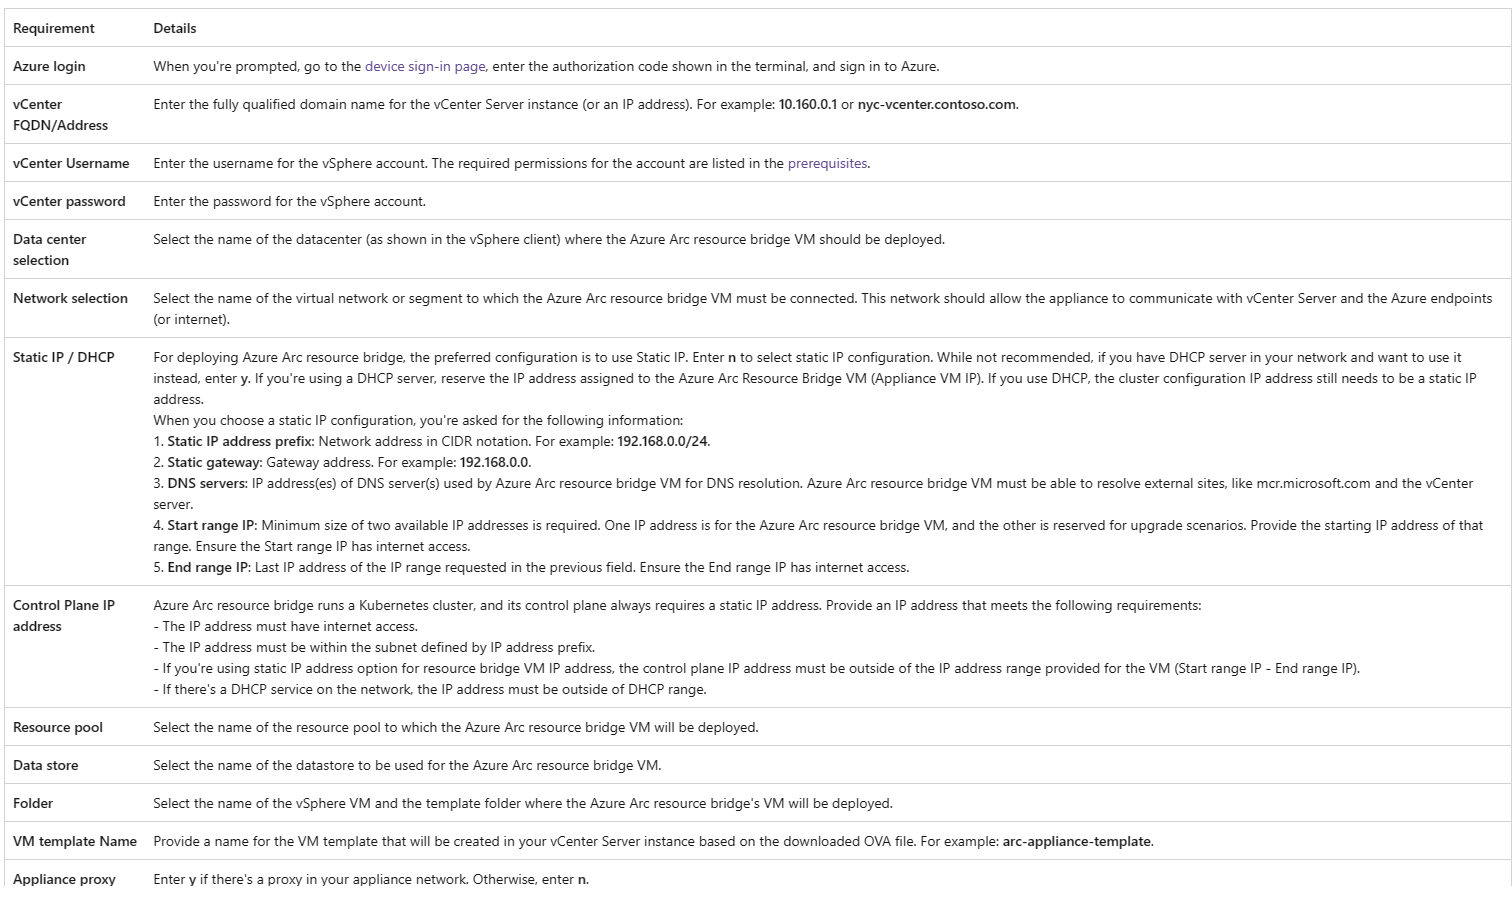 Requirement Details
Azure login When you're prompted, go to the device sign-in page, enter the authorization code shown in the terminal, and sign in to Azure.
vCenter FQDN/Address Enter the fully qualified domain name for the vCenter Server instance (or an IP address). For example: 10.160.0.1 or nyc-vcenter.contoso.com.
vCenter Username Enter the username for the vSphere account. The required permissions for the account are listed in the prerequisites.
vCenter password Enter the password for the vSphere account.
Data center selection Select the name of the datacenter (as shown in the vSphere client) where the Azure Arc resource bridge VM should be deployed.
Network selection Select the name of the virtual network or segment to which the Azure Arc resource bridge VM must be connected. This network should allow the appliance to communicate with vCenter Server and the Azure endpoints
(or internet).
Static IP / DHCP For deploying Azure Arc resource bridge, the preferred configuration is to use Static IP. Enter n to select static IP configuration. While not recommended, if you have DHCP server in your network and want to use it
instead, enter y. If you're using a DHCP server, reserve the IP address assigned to the Azure Arc Resource Bridge VM (Appliance VM IP). If you use DHCP, the cluster configuration IP address still needs to be a static IP
address.
When you choose a static IP configuration, you're asked for the following information:
1. Static IP address prefix: Network address in CIDR notation. For example: 192.168.0.0/24.
2. Static gateway: Gateway address. For example: 192.168.0.0.
3. DNS servers: IP address(es) of DNS server(s) used by Azure Arc resource bridge VM for DNS resolution. Azure Arc resource bridge VM must be able to resolve external sites, like mcr.microsoft.com and the vCenter
server.
4. Start range IP: Minimum size of two available IP addresses is required. One IP address is for the Azure Arc resource bridge VM, and the other is reserved for upgrade scenarios. Provide the starting IP address of that
range. Ensure the Start range IP has internet access.
5. End range IP: Last IP address of the IP range requested in the previous field. Ensure the End range IP has internet access.
Control Plane IP address Azure Arc resource bridge runs a Kubernetes cluster, and its control plane always requires a static IP address. Provide an IP address that meets the following requirements:
- The IP address must have internet access.
- The IP address must be within the subnet defined by IP address prefix.
- If you're using static IP address option for resource bridge VM IP address, the control plane IP address must be outside of the IP address range provided for the VM (Start range IP - End range IP).
- If there's a DHCP service on the network, the IP address must be outside of DHCP range.
Resource pool Select the name of the resource pool to which the Azure Arc resource bridge VM will be deployed.
Data store Select the name of the datastore to be used for the Azure Arc resource bridge VM.
Folder Select the name of the vSphere VM and the template folder where the Azure Arc resource bridge's VM will be deployed.
VM template Name Provide a name for the VM template that will be created in your vCenter Server instance based on the downloaded OVA file. For example: arc-appliance-template.
Appliance proxy Enter y if there's a proxy in your appliance network. Otherwise, enter n.